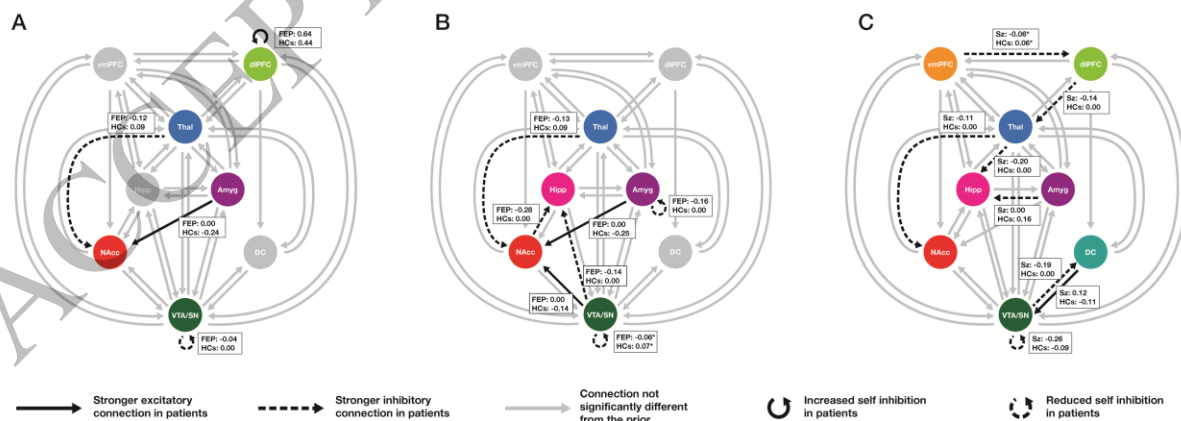 A
B
C
FEP: 0.64
HCs: 0.44
vmPFC
dlPFC
FEP: -0.12
HCs: 0.09
Thal
Hipp
Amyg
FEP: 0.00
HCs: -0.24
NAcc
DC
VTA/SN
FEP: -0.04
HCs: 0.00
vmPFC
dlPFC
FEP: -0.13
HCs: 0.09
Thal
Hipp
Amyg
FEP: -0.16
HCs: 0.00
FEP: -0.28
HCs: 0.00
FEP: 0.00
HCs: -0.25
NAcc
DC
FEP: -0.14
HCs: 0.00
FEP: 0.00
HCs: -0.14
VTA/SN
FEP: -0.06*
HCs: 0.07*
Sz: -0.06*
HCs: 0.06*
vmPFC
dlPFC
Sz: -0.14
HCs: 0.00
Sz: -0.11
HCs: 0.00
Thal
Sz: -0.20
HCs: 0.00
Hipp
Amyg
Sz: 0.00
HCs: 0.16
NAcc
DC
Sz: -0.19
HCs: 0.00
Sz: 0.12
HCs: -0.11
VTA/SN
Sz: -0.26
HCs: -0.09
ACCEP
Stronger excitatory
connection in patients
Stronger inhibitory
connection in patients
Connection not
significantly different
from the prior
Increased self inhibition
in patients
Reduced self inhibition
in patients